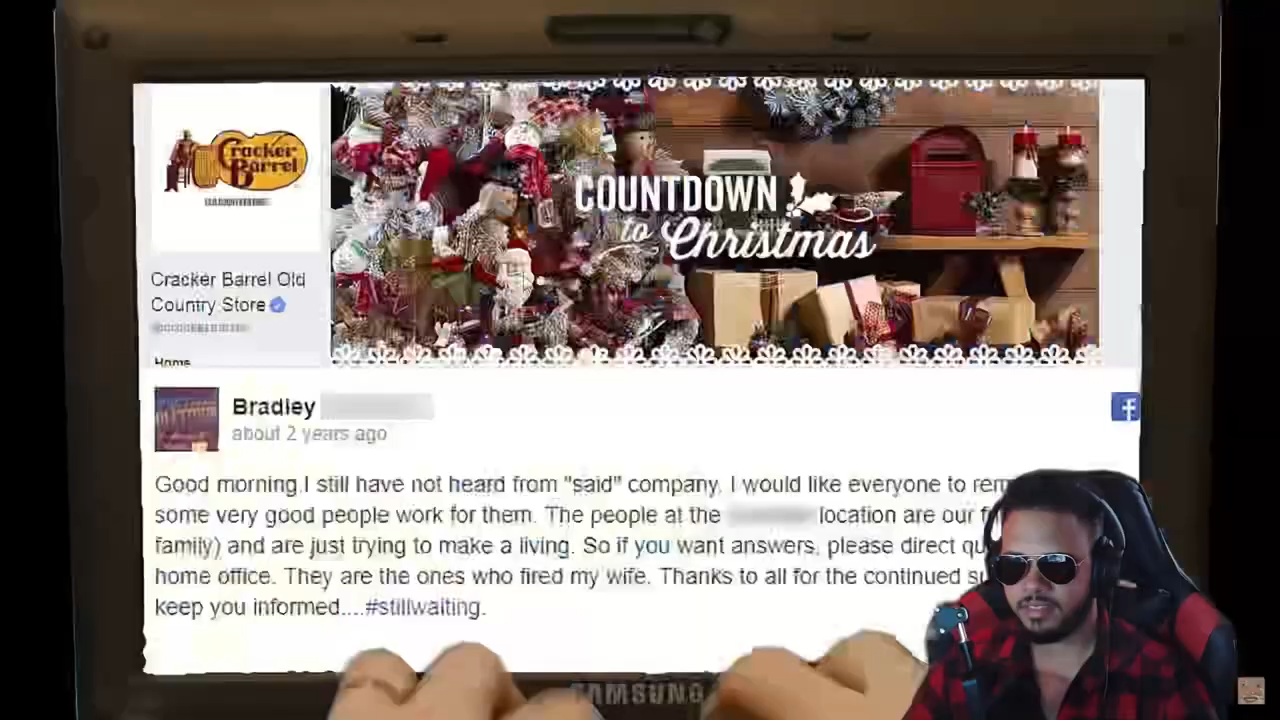 Cracker
Barrel
COUNTDOWN
to Christmas
Cracker Barrel Old
Country Store
Home
Bradley
about 2 years ago
Good morning,I still have not heard from "said" company. I would like everyone to
some very good people work for them. The people at the location are our
family) and are just trying to make a living. So if you want answers, please direct
home office. They are the ones who fired my wife. Thanks to all for the continued
keep you informed....#stillwaiting.
SAMSUNG